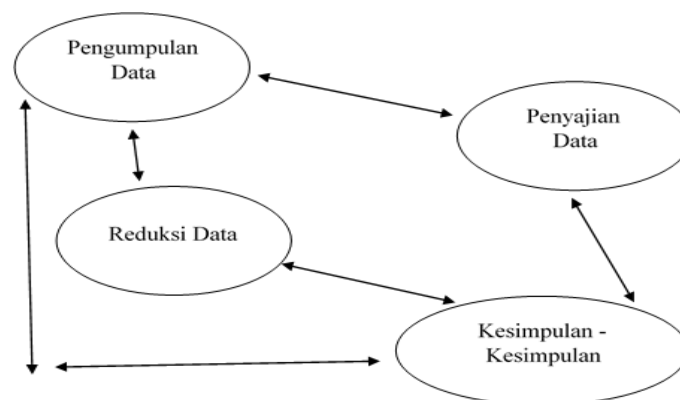 Pengumpulan
Data
Penyajian
Data
Reduksi Data
Kesimpulan -
Kesimpulan